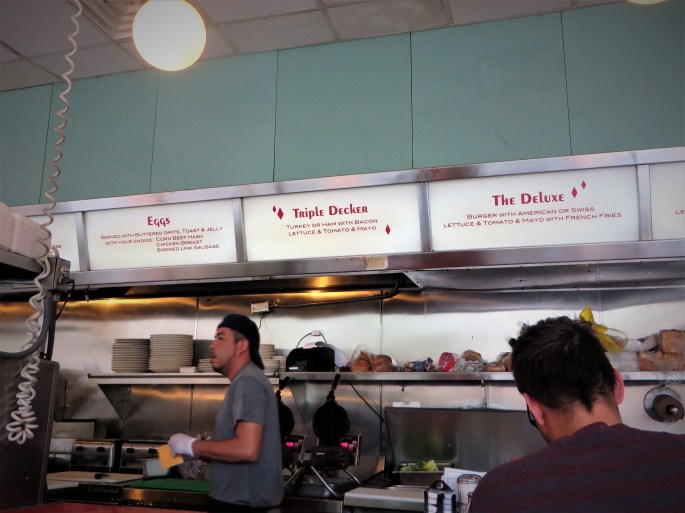 Eggs
Served with Buttered Grits, Toast & Jelly
with your choice: Corn Beef Hash
Chicken Breast
Smoked Link Sausage
Triple Decker
Turkey or Ham with Bacon
Lettuce & Tomato & Mayo
The Deluxe
Burger with American or Swiss
Lettuce & Tomato & Mayo with French Fries